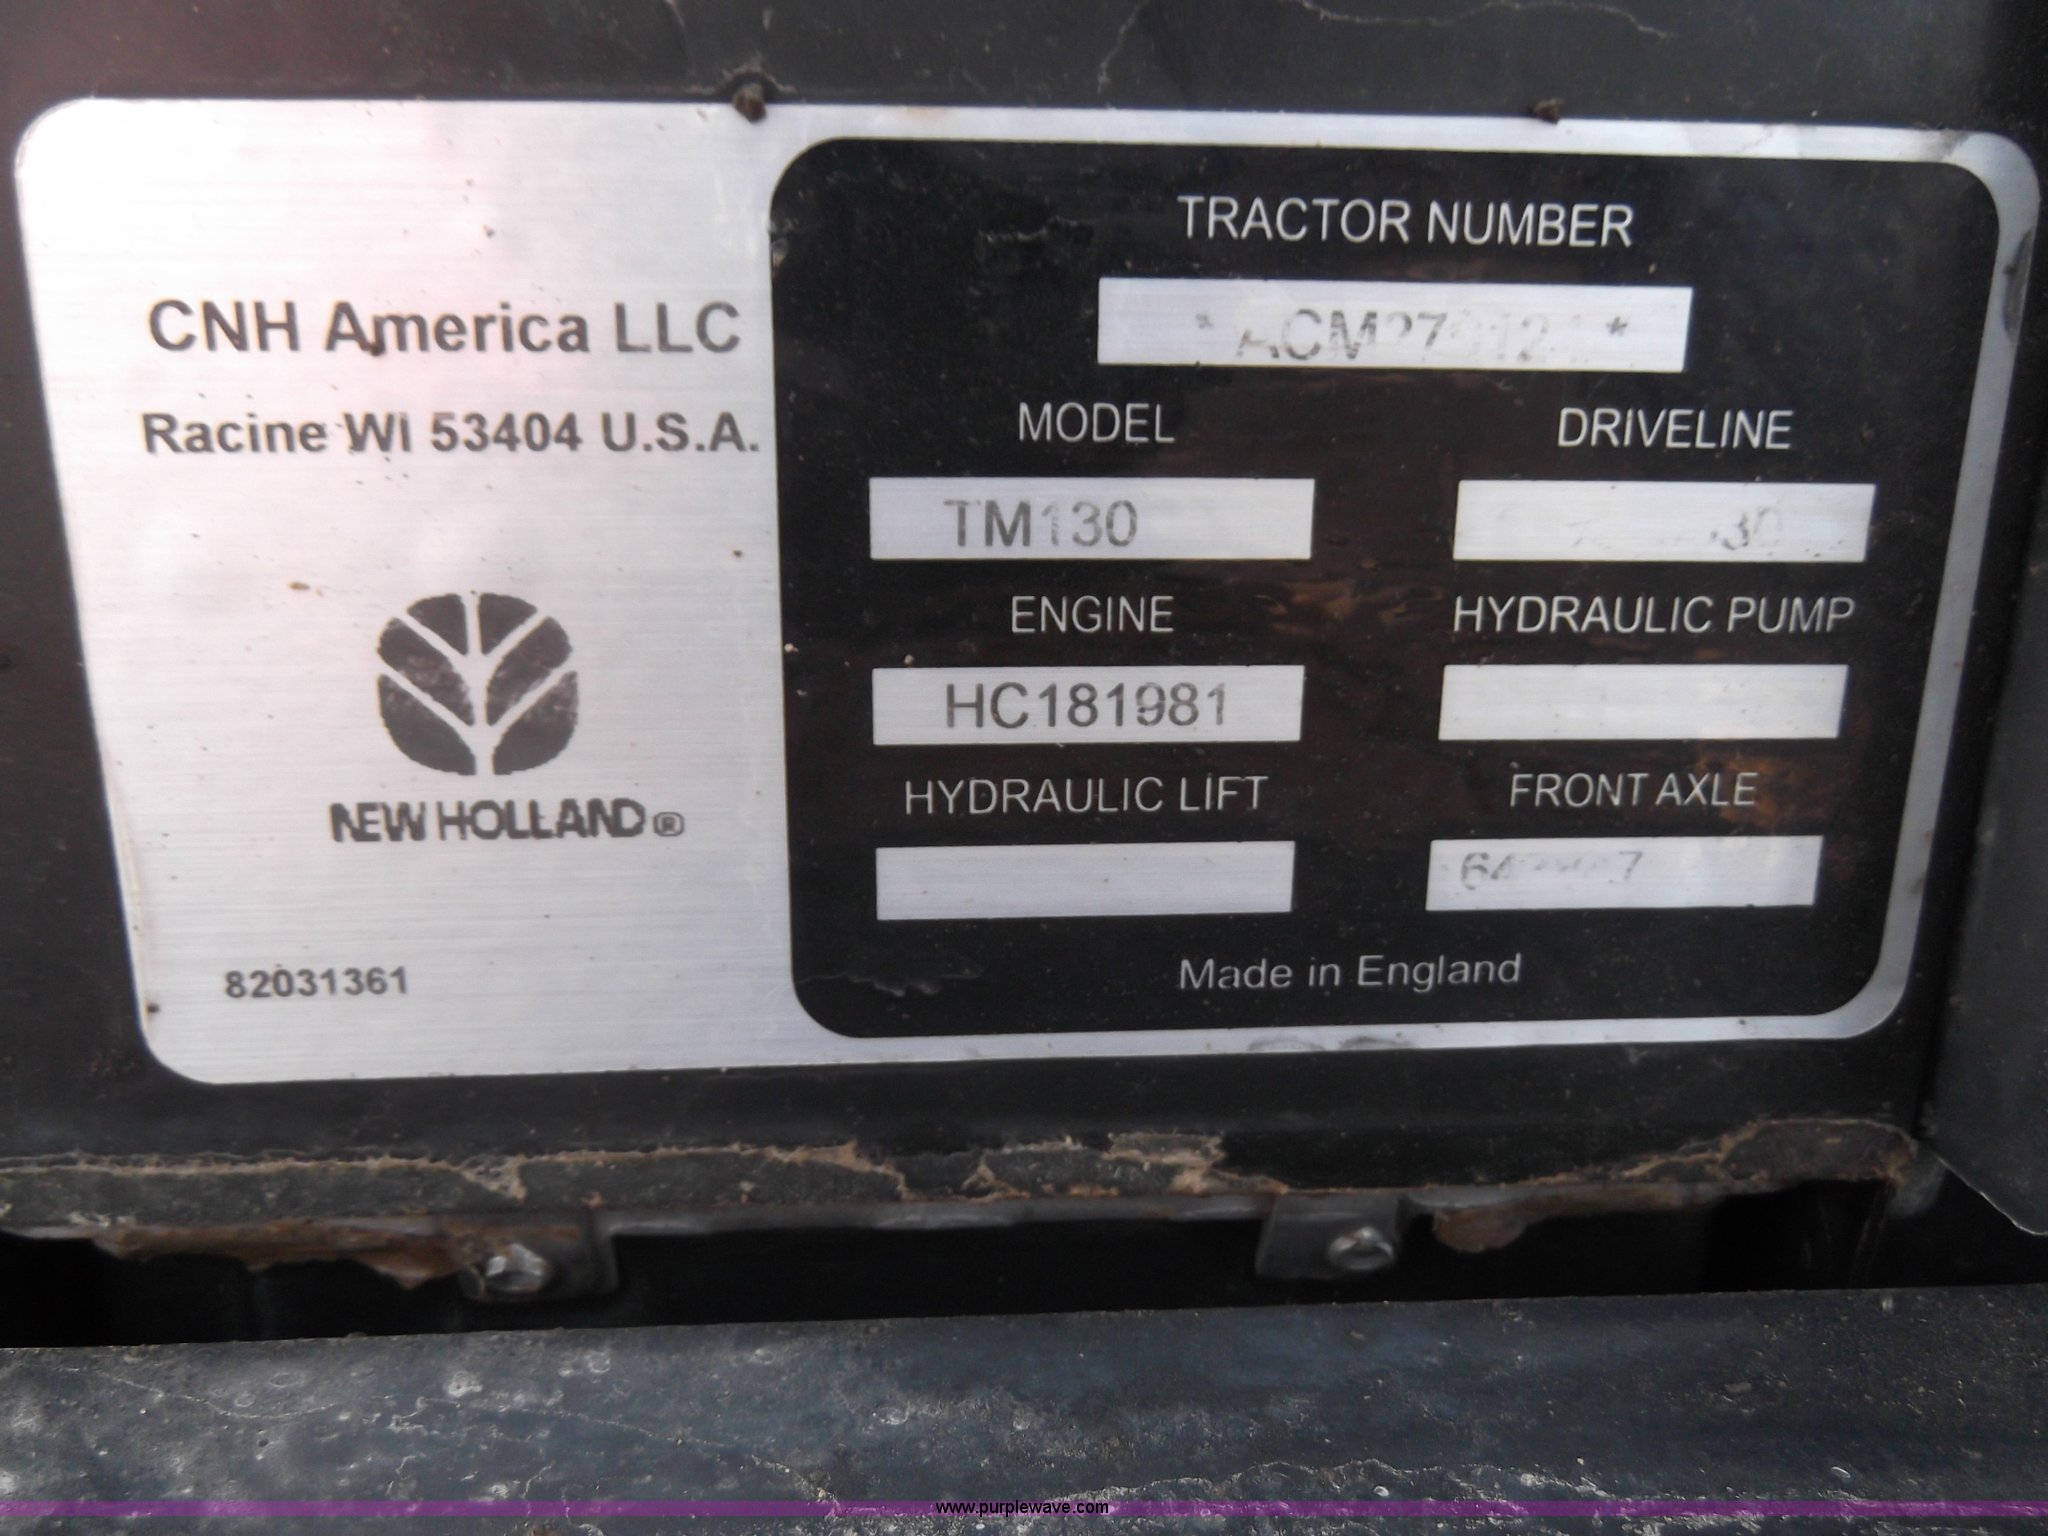 CNH America LLC
Racine WI 53404 U.S.A.
NEW HOLLAND®
82031361
TRACTOR NUMBER
MODEL
DRIVELINE
TM130
ENGINE
HYDRAULIC PUMP
HC181981
HYDRAULIC LIFT
FRONT AXLE
Made in England
www.purplewave.com